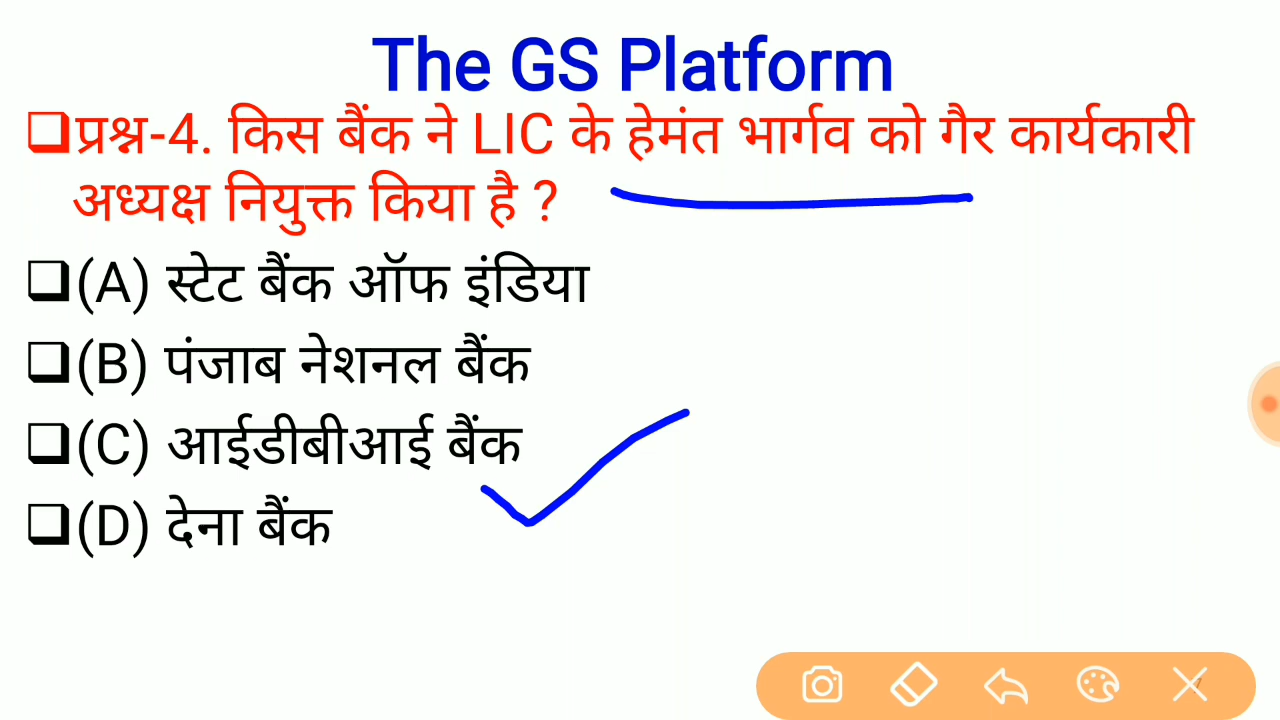 The GS Platform
❑प्रश्न-4. किस बैंक ने LIC के हेमंत भार्गव को गैर कार्यकारी
अध्यक्ष नियुक्त किया है ?
❑(A) स्टेट बैंक ऑफ इंडिया
❑(B) पंजाब नेशनल बैंक
❑(C) आईडीबीआई बैंक
❑(D) देना बैंक